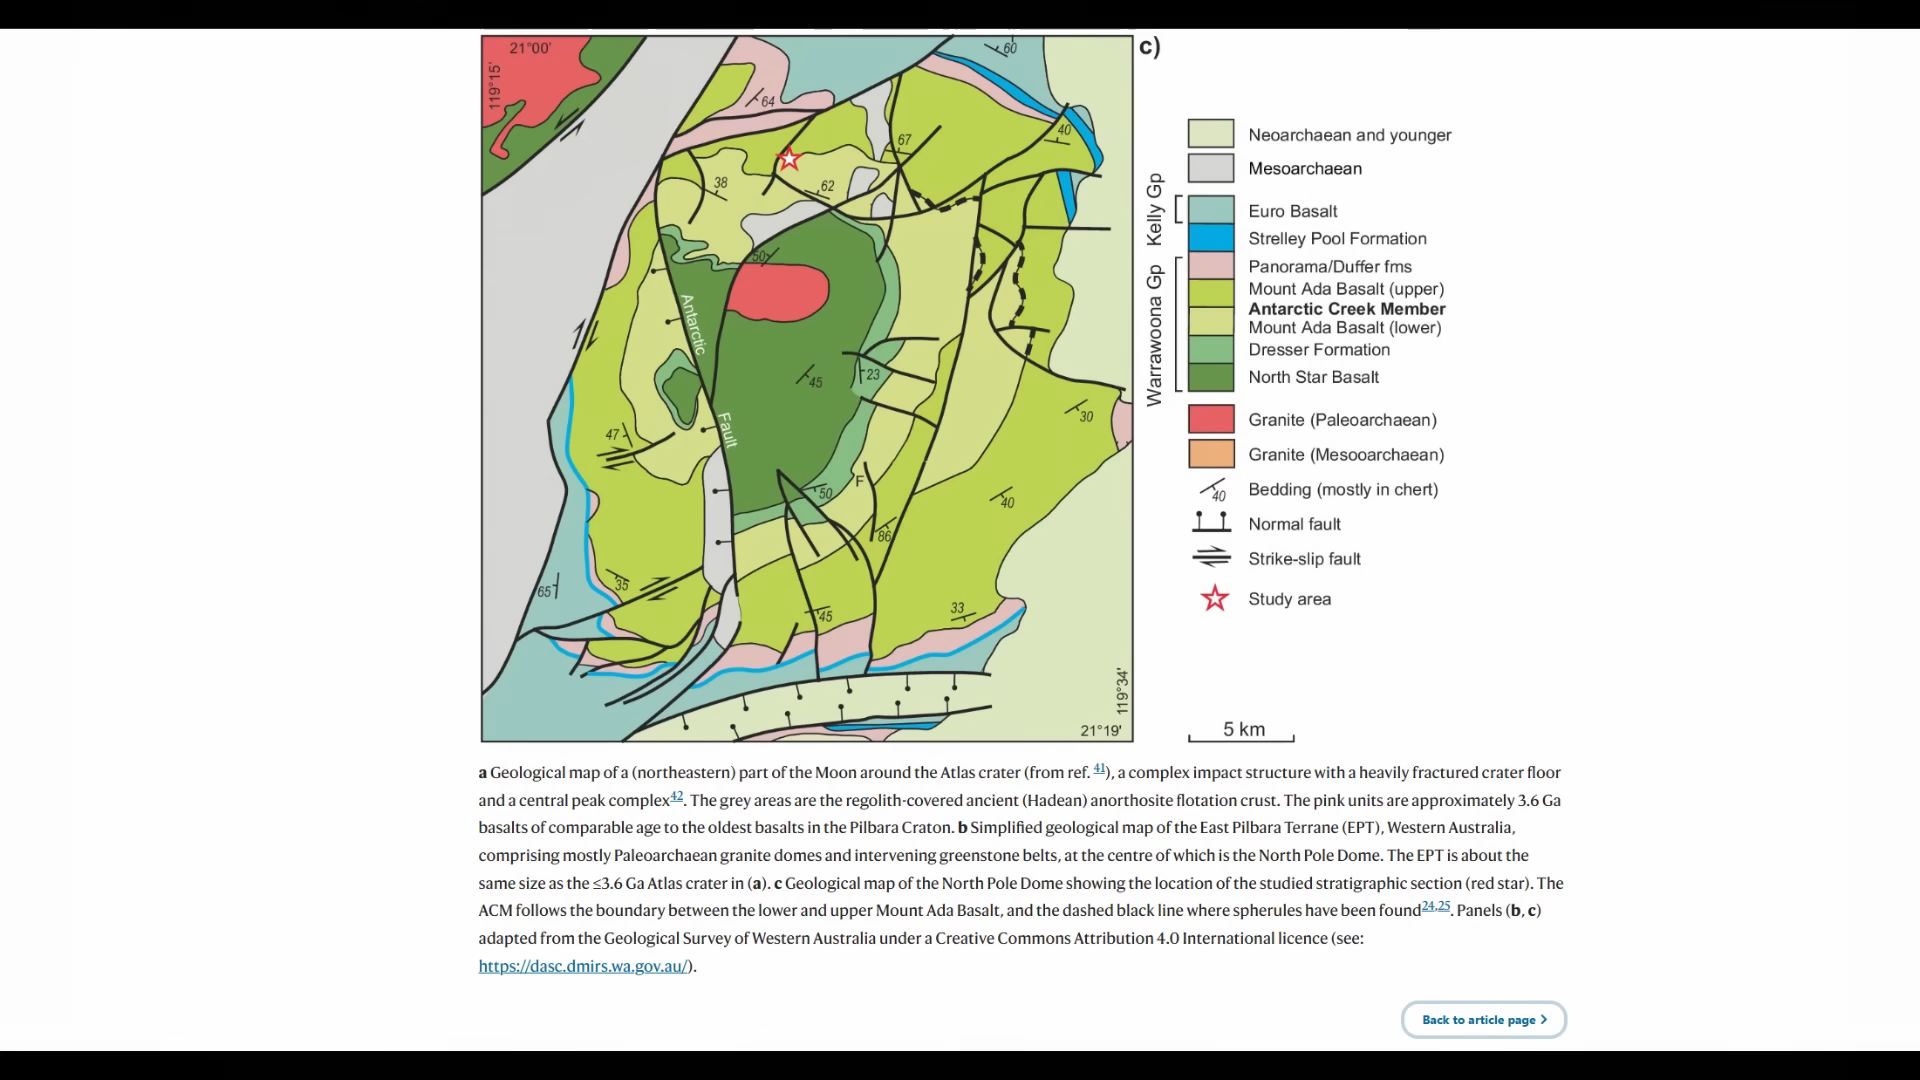 21°00'
119°15'
60
c)
64
40
67
38
62
50
Antarctic
45
23
30
Fault
47
F
50
40
86
65
35
45
33
119°34'
21°19'
Neoarchaean and younger
Mesoarchaean
Kelly Gp
Euro Basalt
Strelley Pool Formation
Warrawoona Gp
Panorama/Duffer fms
Mount Ada Basalt (upper)
Antarctic Creek Member
Mount Ada Basalt (lower)
Dresser Formation
North Star Basalt
Granite (Paleoarchaean)
Granite (Mesooarchaean)
40
Bedding (mostly in chert)
Normal fault
Strike-slip fault
Study area
5 km
a Geological map of a (northeastern) part of the Moon around the Atlas crater (from ref. 41), a complex impact structure with a heavily fractured crater floor
and a central peak complex42. The grey areas are the regolith-covered ancient (Hadean) anorthosite flotation crust. The pink units are approximately 3.6 Ga
basalts of comparable age to the oldest basalts in the Pilbara Craton. b Simplified geological map of the East Pilbara Terrane (EPT), Western Australia,
comprising mostly Paleoarchaean granite domes and intervening greenstone belts, at the centre of which is the North Pole Dome. The EPT is about the
same size as the ≤3.6 Ga Atlas crater in (a). c Geological map of the North Pole Dome showing the location of the studied stratigraphic section (red star). The
ACM follows the boundary between the lower and upper Mount Ada Basalt, and the dashed black line where spherules have been found24,25. Panels (b, c)
adapted from the Geological Survey of Western Australia under a Creative Commons Attribution 4.0 International licence (see:
https://dasc.dmirs.wa.gov.au/).
Back to article page